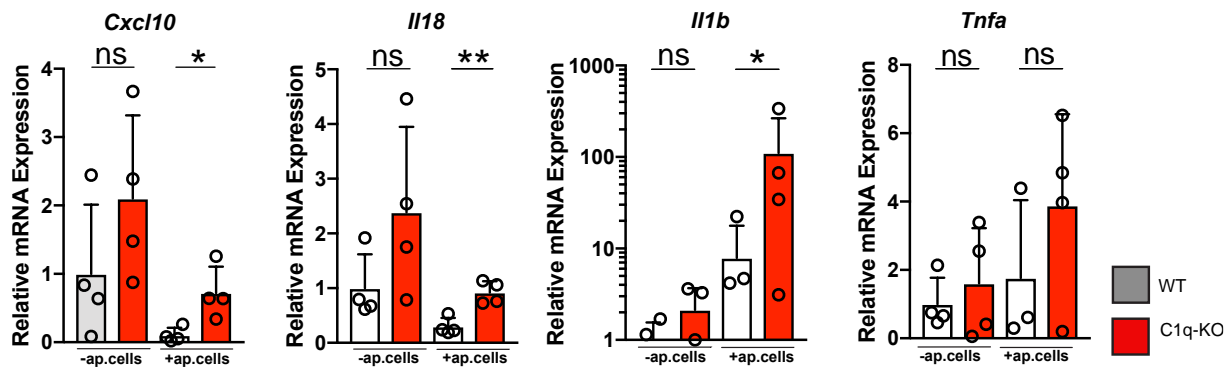 Cxcl10
Relative mRNA Expression
4
3
2
1
0
ns
*
-ap.cells
+ap.cells
Il18
Relative mRNA Expression
5
4
3
2
1
0
ns
**
-ap.cells
+ap.cells
Il1b
Relative mRNA Expression
1000
100
10
1
ns
*
-ap.cells
+ap.cells
Tnfa
Relative mRNA Expression
8
6
4
2
0
ns
ns
-ap.cells
+ap.cells
WT
C1q-KO